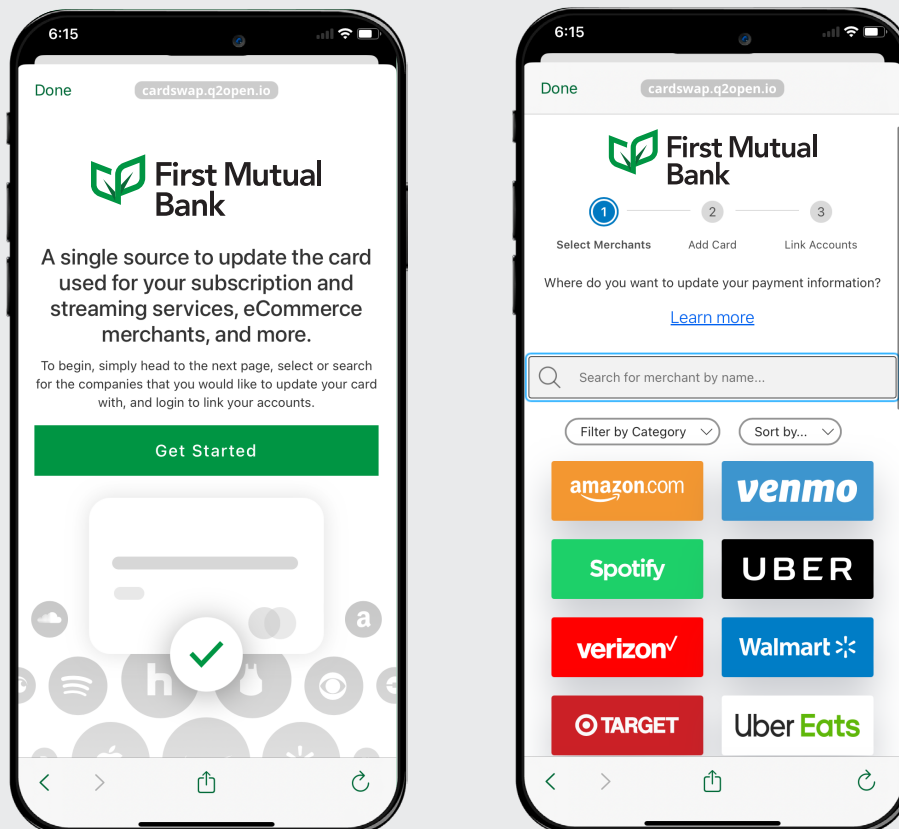 6:15
Done
cardswap.q2open.io
First Mutual
Bank
A single source to update the card
used for your subscription and
streaming services, eCommerce
merchants, and more.
To begin, simply head to the next page, select or search
for the companies that you would like to update your card
with, and login to link your accounts.
Get Started
a
h
6:15
Done
cardswap.q2open.io
First Mutual
Bank
1
2
3
Select Merchants
Add Card
Link Accounts
Where do you want to update your payment information?
Learn more
Search for merchant by name...
Filter by Category
Sort by...
amazon.com
venmo
Spotify
UBER
verizon✓
Walmart
TARGET
Uber Eats